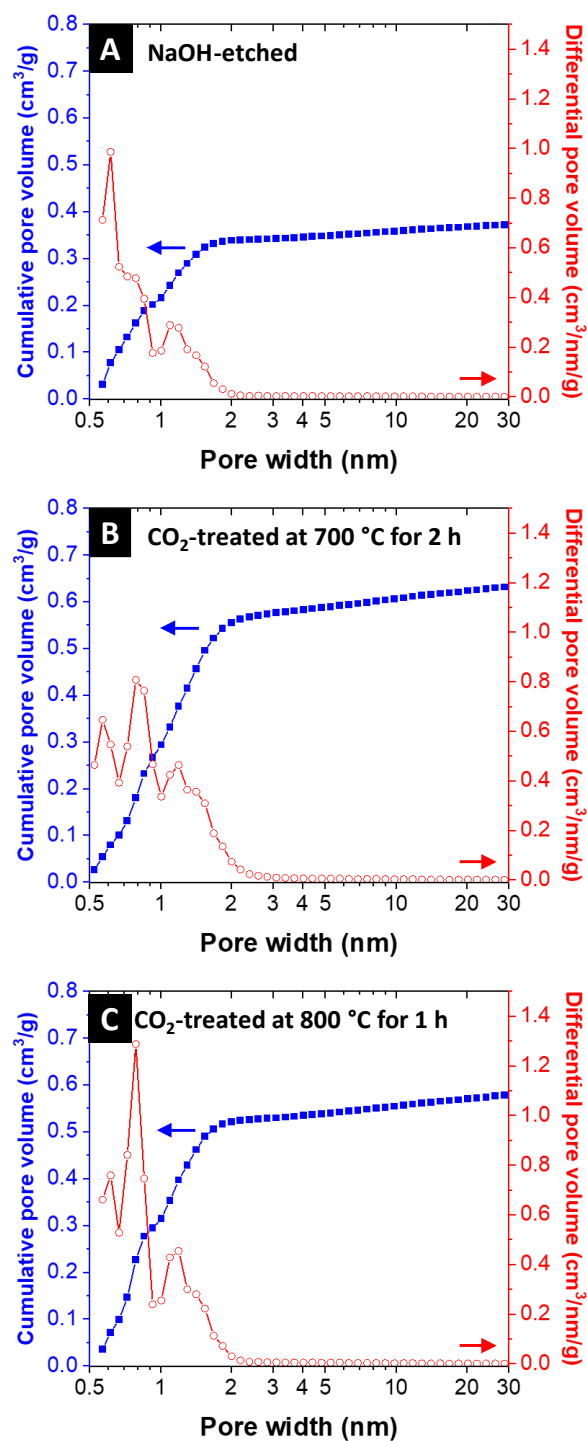 A
NaOH-etched
Cumulative pore volume (cm³/g)
0.8
0.7
0.6
0.5
0.4
0.3
0.2
0.1
0.0
Differential pore volume (cm³/nm/g)
1.4
1.2
1.0
0.8
0.6
0.4
0.2
0.0
0.5 1 2 3 4 5 10 20 30
Pore width (nm)
B
CO₂-treated at 700 °C for 2 h
Cumulative pore volume (cm³/g)
0.8
0.7
0.6
0.5
0.4
0.3
0.2
0.1
0.0
Differential pore volume (cm³/nm/g)
1.4
1.2
1.0
0.8
0.6
0.4
0.2
0.0
0.5 1 2 3 4 5 10 20 30
Pore width (nm)
C
CO₂-treated at 800 °C for 1 h
Cumulative pore volume (cm³/g)
0.8
0.7
0.6
0.5
0.4
0.3
0.2
0.1
0.0
Differential pore volume (cm³/nm/g)
1.4
1.2
1.0
0.8
0.6
0.4
0.2
0.0
0.5 1 2 3 4 5 10 20 30
Pore width (nm)